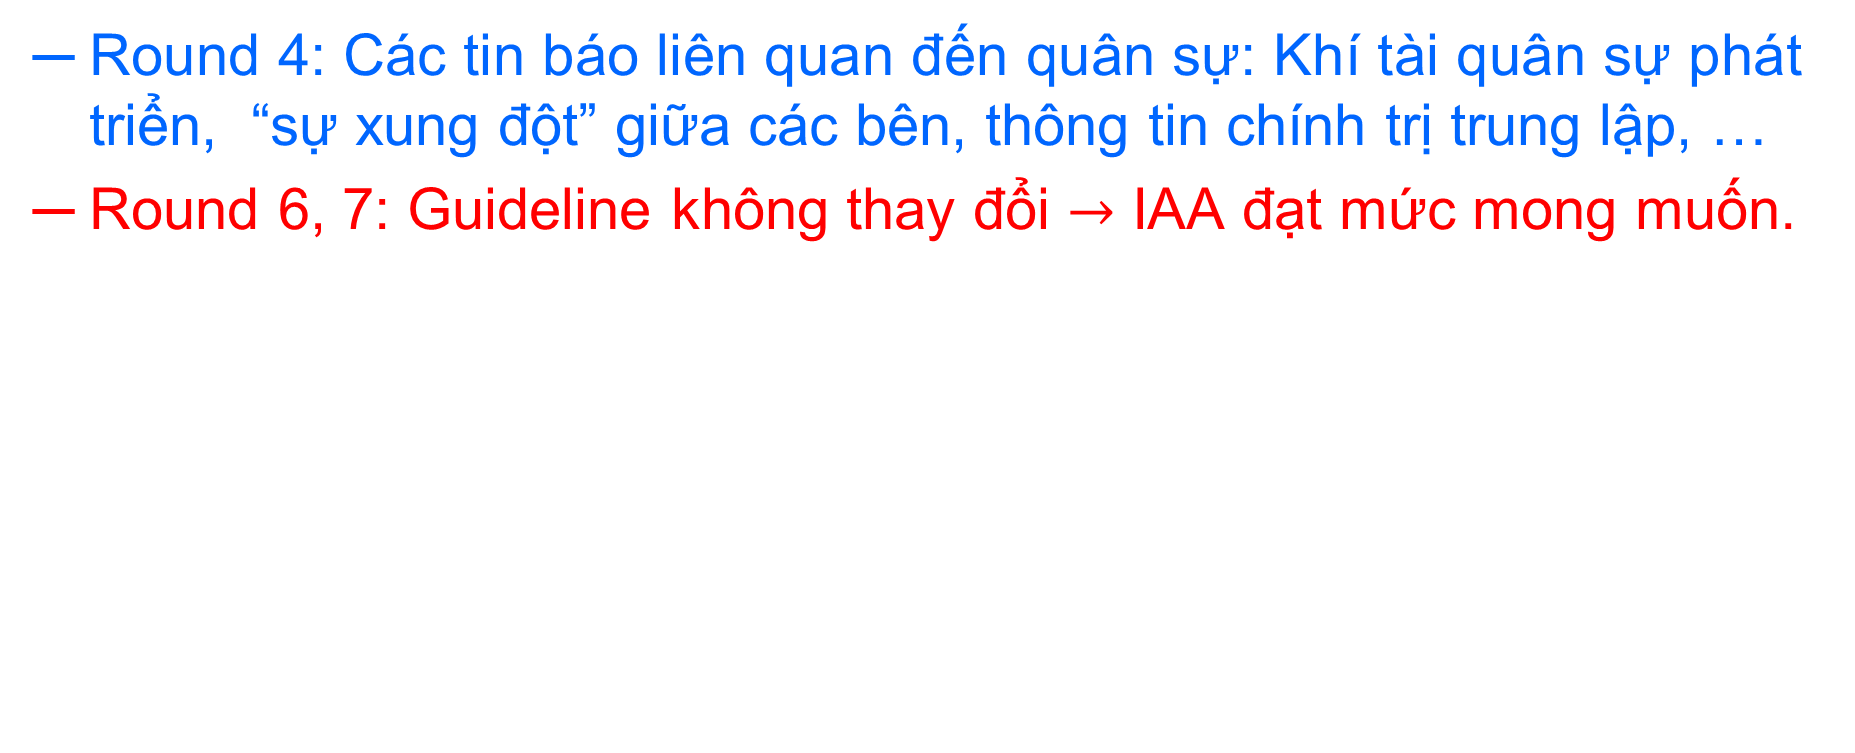 — Round 4: Các tin báo liên quan đến quân sự: Khí tài quân sự phát
triển,  “sự xung đột” giữa các bên, thông tin chính trị trung lập, …
— Round 6, 7: Guideline không thay đổi → IAA đạt mức mong muốn.